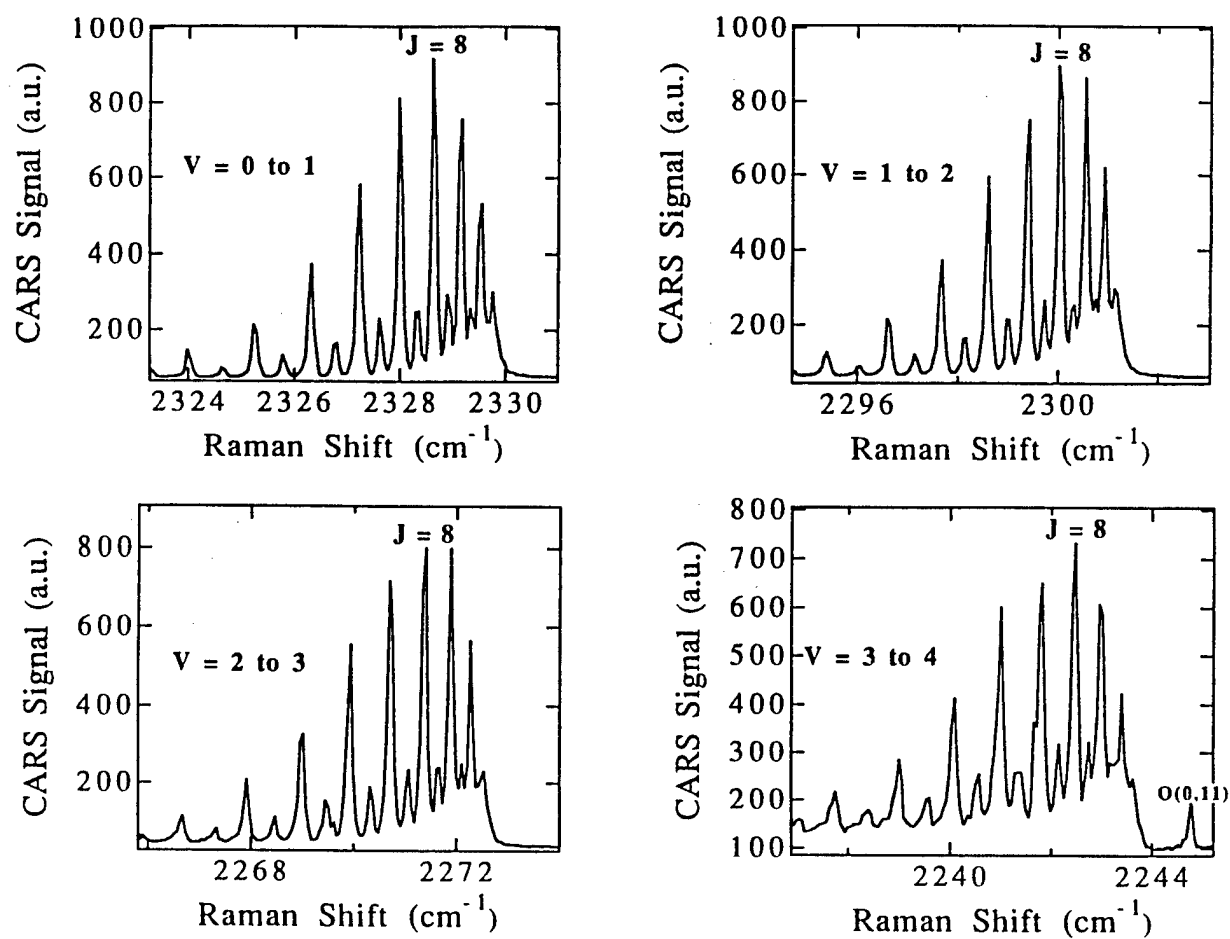 1000
800
600
400
200
CARS Signal (a.u.)
J = 8
V = 0 to 1
2324 2326 2328 2330
Raman Shift (cm-1)
1000
800
600
400
200
CARS Signal (a.u.)
J = 8
V = 1 to 2
2296 2300
Raman Shift (cm-1)
800
600
400
200
CARS Signal (a.u.)
J = 8
V = 2 to 3
2268 2272
Raman Shift (cm-1)
800
700
600
500
400
300
200
100
CARS Signal (a.u.)
J = 8
V = 3 to 4
O(0,11)
2240 2244
Raman Shift (cm-1)